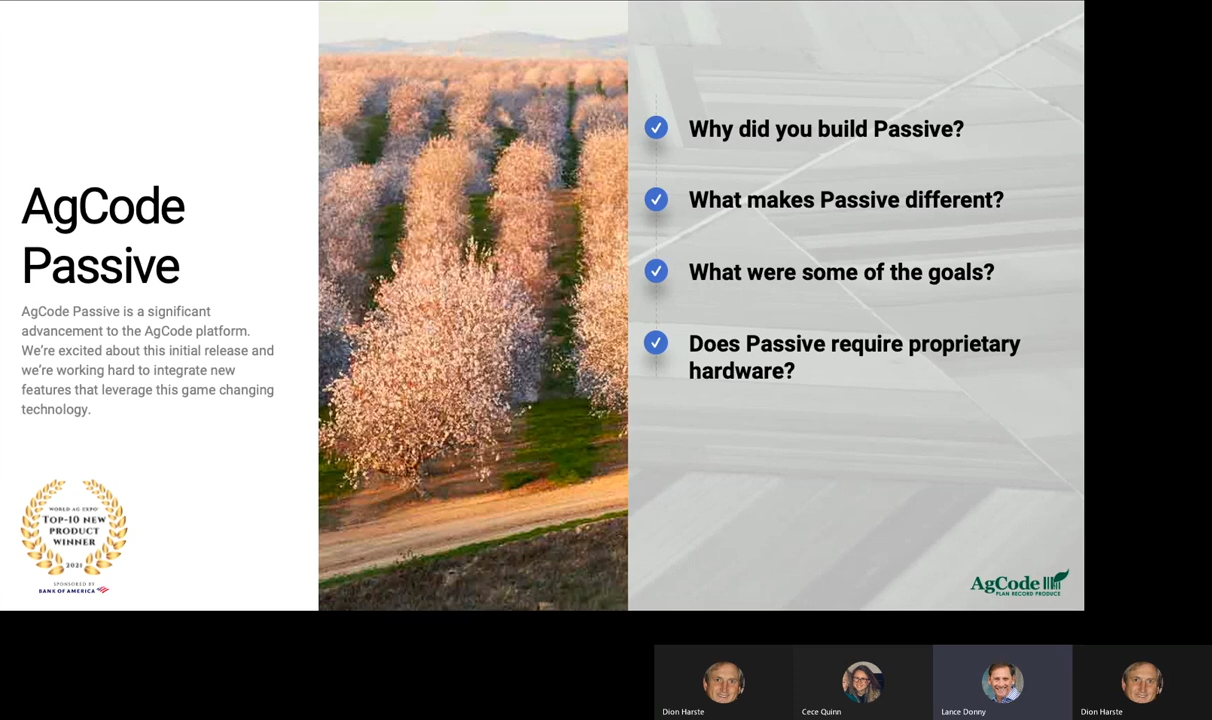 AgCode
Passive
AgCode Passive is a significant
advancement to the AgCode platform.
We're excited about this initial release and
we're working hard to integrate new
features that leverage this game changing
technology.
WORLD AG EXPO
TOP-10 NEW
PRODUCT
WINNER
2021
SPONSORED BY
BANK OF AMERICA
Why did you build Passive?
What makes Passive different?
What were some of the goals?
Does Passive require proprietary
hardware?
AgCode
PLAN RECORD PRODUCE
Dion Harste
Cece Quinn
Lance Donny
Dion Harste